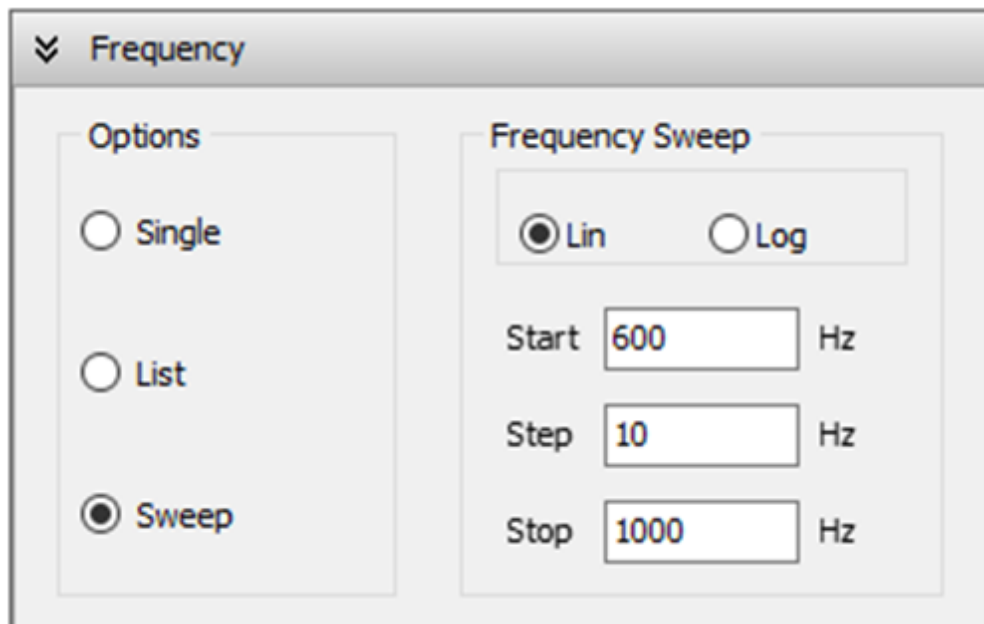 Frequency
Options
Single
List
Sweep
Frequency Sweep
Lin Log
Start 600 Hz
Step 10 Hz
Stop 1000 Hz